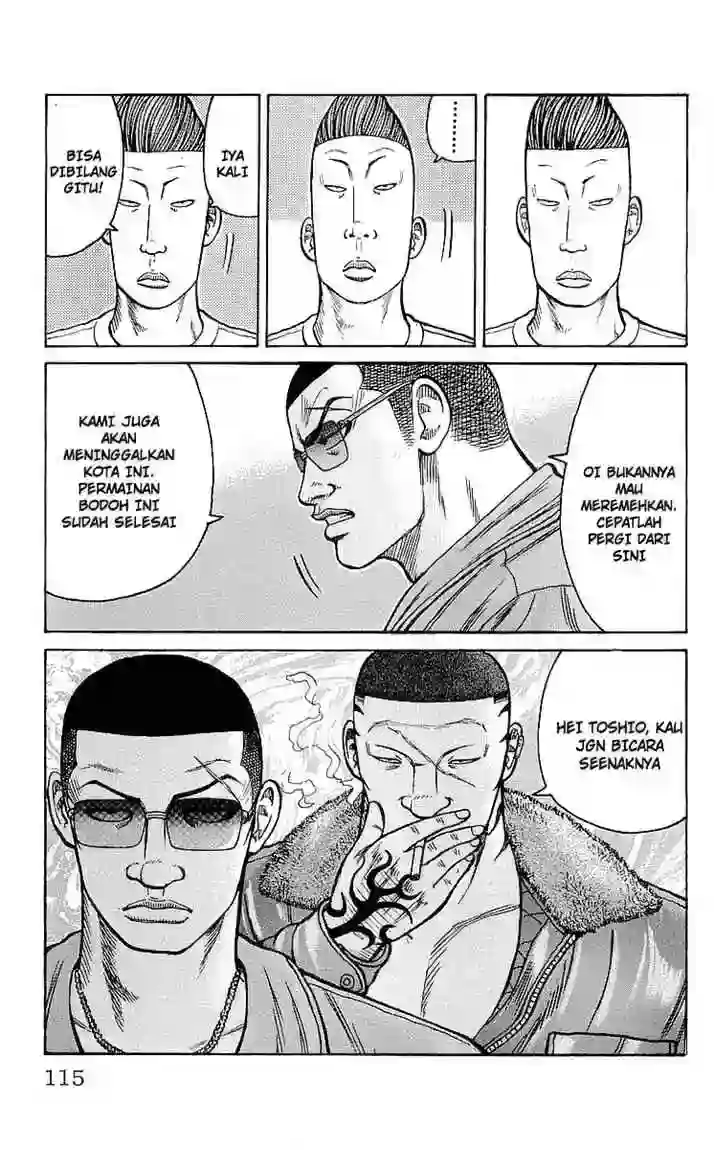 .........
IYA
KALI
BISA
DIBILANG
GITU!
OI BUKANNYA
MAU
MEREMEHKAN.
CEPATLAH
PERGI DARI
SINI
KAMI JUGA
AKAN
MENINGGALKAN
KOTA INI.
PERMAINAN
BODOH INI
SUDAH SELESAI
HEI TOSHIO, KAU
JGN BICARA
SEENAKNYA
115